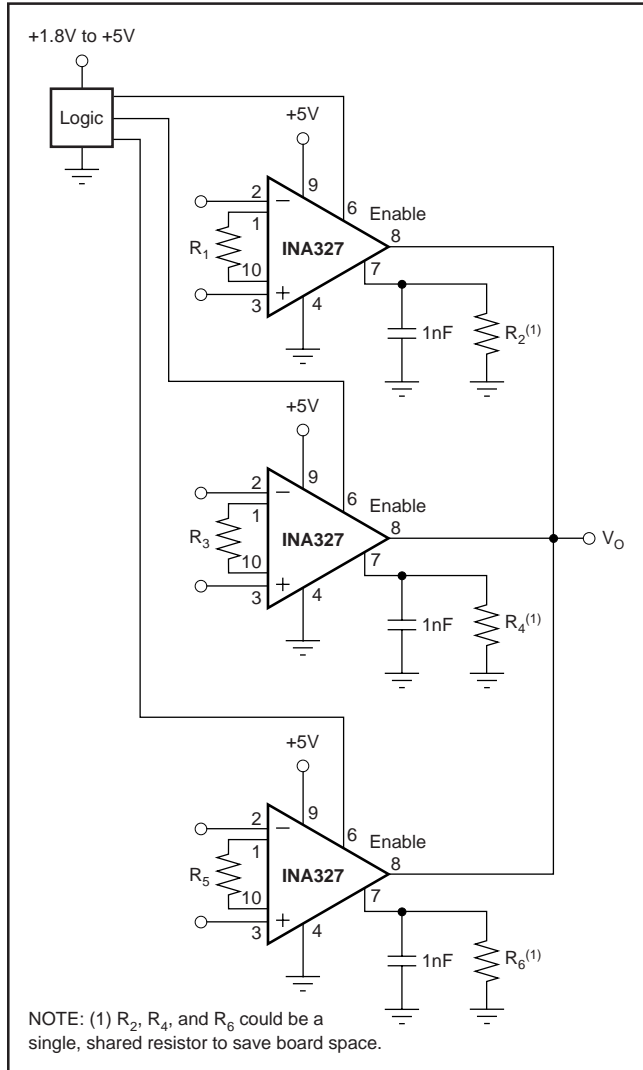 +1.8V to +5V
Logic
+5V
9
2
−
6
Enable
1
8
R1
INA327
7
10
+
3
4
1nF
R2(1)
+5V
9
2
−
6
Enable
1
8
R3
INA327
VO
7
10
+
3
4
1nF
R4(1)
+5V
9
2
−
6
Enable
1
8
R5
INA327
7
10
+
3
4
1nF
R6(1)
NOTE: (1) R2, R4, and R6 could be a
single, shared resistor to save board space.